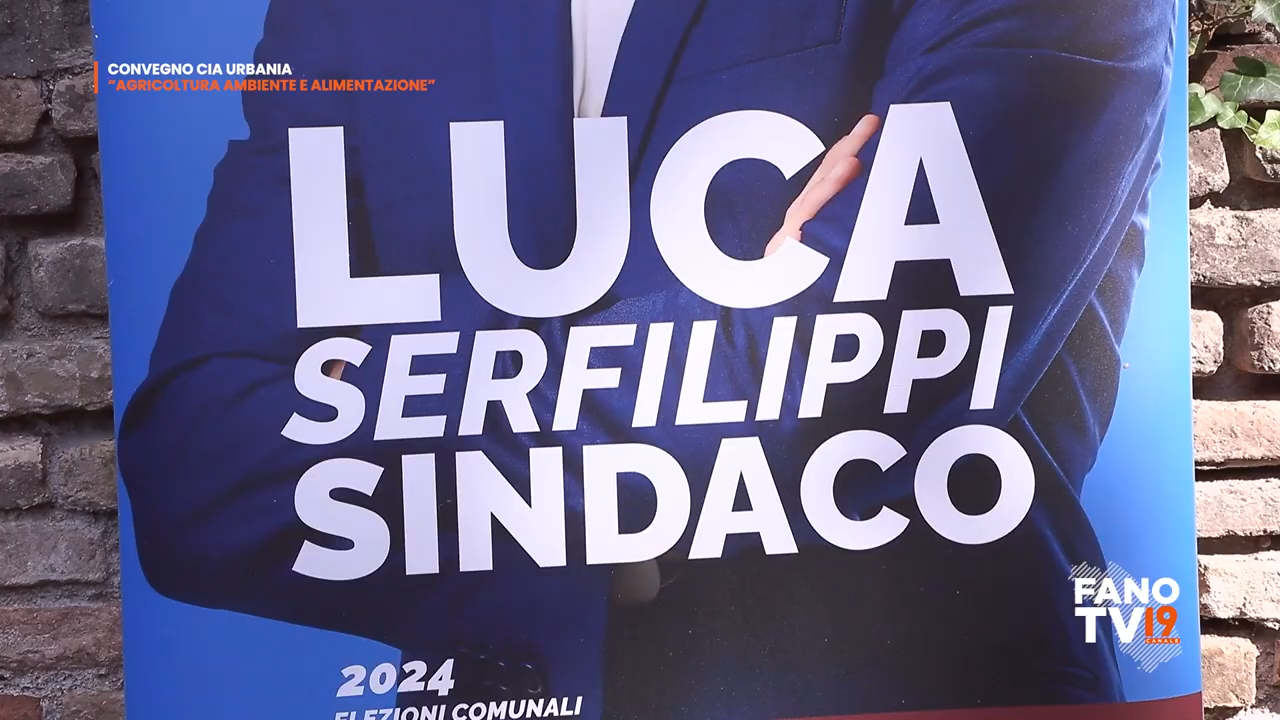 CONVEGNO CIA URBANIA
“AGRICOLTURA AMBIENTE E ALIMENTAZIONE”
LUCA
SERFILIPPI
SINDACO
2024
ELEZIONI COMUNALI
FANO
TV19
CANALE